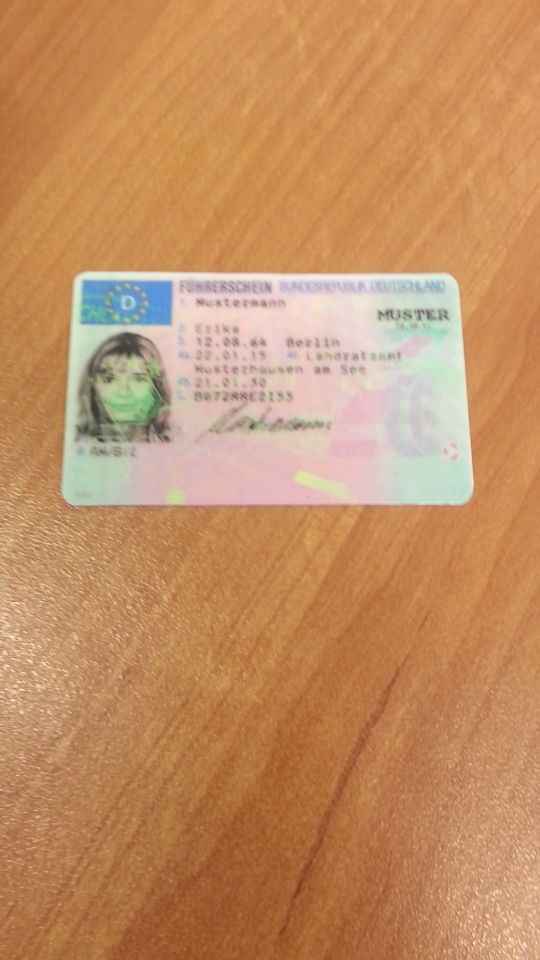 D
FÜHRERSCHEIN BUNDESREPUBLIK DEUTSCHLAND
1. Mustermann
MUSTER
2. Erika
3. 12.08.64 Berlin
4a. 22.01.15 4c. Landratsamt
Musterhausen am See
4b. 21.01.30
5. B072RRE2I55
7.
9. AM/B/L